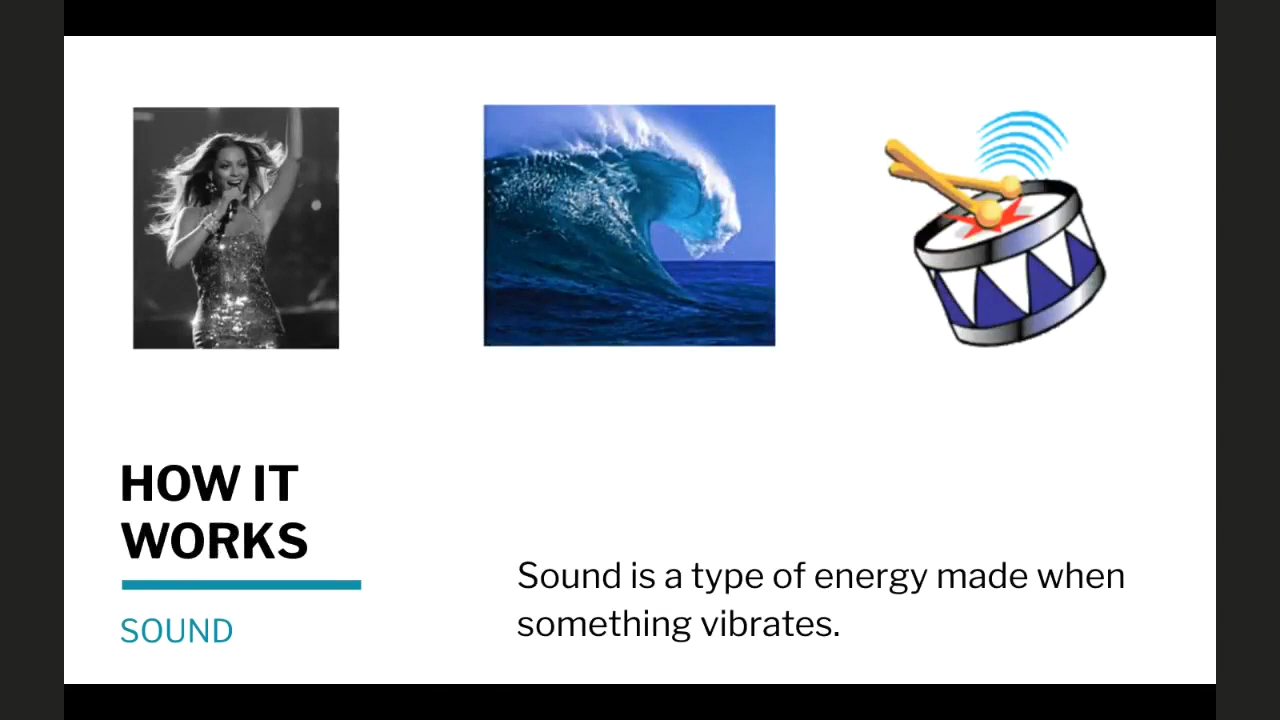 HOW IT
WORKS
SOUND
Sound is a type of energy made when
something vibrates.